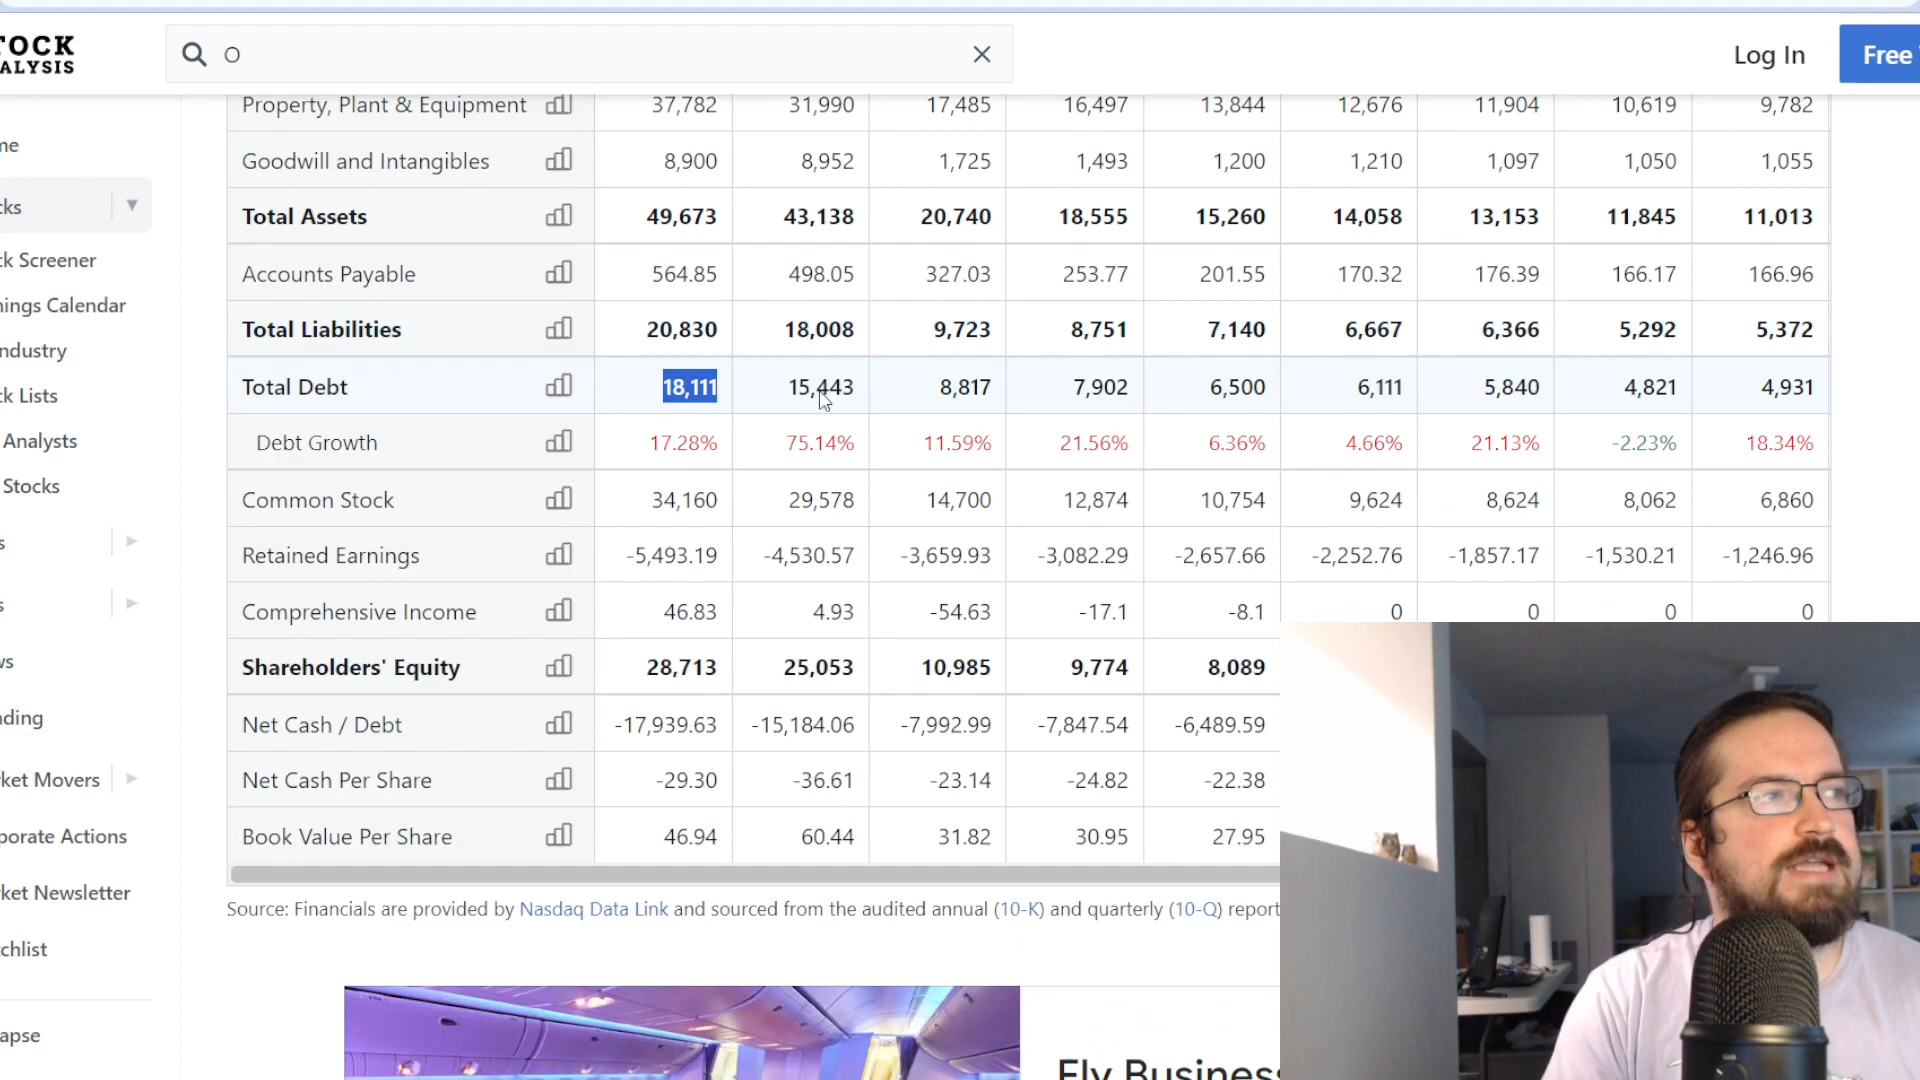 TOCK
ALYSIS
O
Log In
Free
me
cks
ck Screener
nings Calendar
ndustry
ck Lists
Analysts
Stocks
s
s
ws
nding
ket Movers
porate Actions
ket Newsletter
chlist
apse
Property, Plant & Equipment 37,782 31,990 17,485 16,497 13,844 12,676 11,904 10,619 9,782
Goodwill and Intangibles 8,900 8,952 1,725 1,493 1,200 1,210 1,097 1,050 1,055
Total Assets 49,673 43,138 20,740 18,555 15,260 14,058 13,153 11,845 11,013
Accounts Payable 564.85 498.05 327.03 253.77 201.55 170.32 176.39 166.17 166.96
Total Liabilities 20,830 18,008 9,723 8,751 7,140 6,667 6,366 5,292 5,372
Total Debt 18,111 15,443 8,817 7,902 6,500 6,111 5,840 4,821 4,931
Debt Growth 17.28% 75.14% 11.59% 21.56% 6.36% 4.66% 21.13% -2.23% 18.34%
Common Stock 34,160 29,578 14,700 12,874 10,754 9,624 8,624 8,062 6,860
Retained Earnings -5,493.19 -4,530.57 -3,659.93 -3,082.29 -2,657.66 -2,252.76 -1,857.17 -1,530.21 -1,246.96
Comprehensive Income 46.83 4.93 -54.63 -17.1 -8.1 0 0 0 0
Shareholders' Equity 28,713 25,053 10,985 9,774 8,089
Net Cash / Debt -17,939.63 -15,184.06 -7,992.99 -7,847.54 -6,489.59
Net Cash Per Share -29.30 -36.61 -23.14 -24.82 -22.38
Book Value Per Share 46.94 60.44 31.82 30.95 27.95
Source: Financials are provided by Nasdaq Data Link and sourced from the audited annual (10-K) and quarterly (10-Q) report
Fly Business